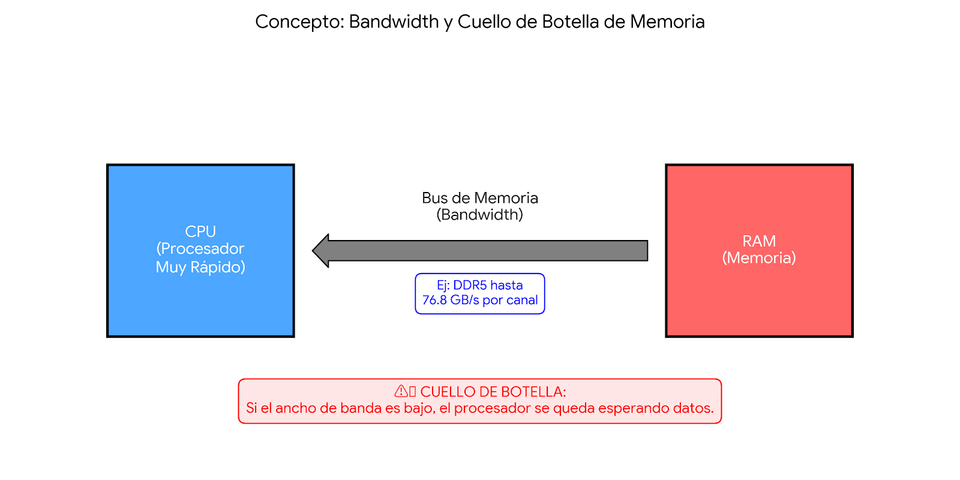 Concepto: Bandwidth y Cuello de Botella de Memoria
CPU
(Procesador
Muy Rápido)
Bus de Memoria
(Bandwidth)
Ej: DDR5 hasta
76.8 GB/s por canal
RAM
(Memoria)
⚠ CUELLO DE BOTELLA:
Si el ancho de banda es bajo, el procesador se queda esperando datos.